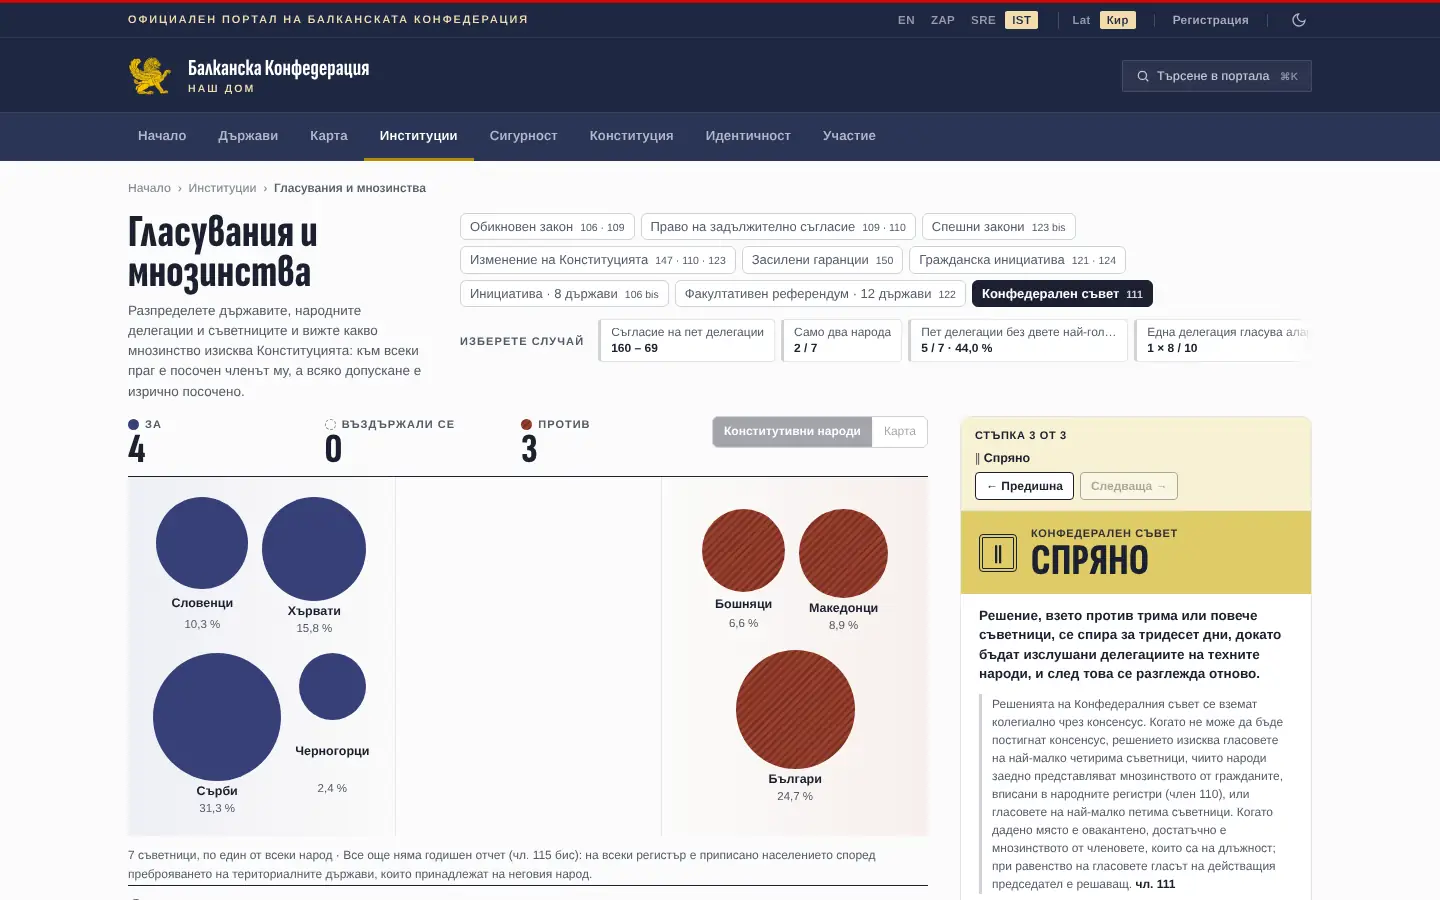 ОФИЦИАЛЕН ПОРТАЛ НА БАЛКАНСКАТА КОНФЕДЕРАЦИЯ
EN ZAP SRE IST Lat Кир Регистрация
Балканска Конфедерация
НАШ ДОМ
Търсене в портала ⌘K
Начало Държави Карта Институции Сигурност Конституция Идентичност Участие
Начало › Институции › Гласувания и мнозинства
Гласувания и
мнозинства
Разпределете държавите, народните
делегации и съветниците и вижте какво
мнозинство изисква Конституцията: към всеки
праг е посочен членът му, а всяко допускане е
изрично посочено.
Обикновен закон 106 · 109
Право на задължително съгласие 109 · 110
Спешни закони 123 bis
Изменение на Конституцията 147 · 110 · 123
Засилени гаранции 150
Гражданска инициатива 121 · 124
Инициатива · 8 държави 106 bis
Факултативен референдум · 12 държави 122
Конфедерален съвет 111
ИЗБЕРЕТЕ СЛУЧАЙ
Съгласие на пет делегации
160 – 69
Само два народа
2 / 7
Пет делегации без двете най-гол…
5 / 7 · 44,0 %
Една делегация гласува
1 × 8 / 10
ЗА
4
ВЪЗДЪРЖАЛИ СЕ
0
ПРОТИВ
3
Конститутивни народи Карта
Словенци
10,3 %
Хървати
15,8 %
Бошняци
6,6 %
Македонци
8,9 %
Сърби
31,3 %
Черногорци
2,4 %
Българи
24,7 %
7 съветници, по един от всеки народ · Все още няма годишен отчет (чл. 115 бис): на всеки регистър е приписано населението според
преброяването на териториалните държави, които принадлежат на неговия народ.
СТЪПКА 3 ОТ 3
‖ Спряно
← Предишна Следваща →
КОНФЕДЕРАЛЕН СЪВЕТ
СПРЯНО
Решение, взето против трима или повече
съветници, се спира за тридесет дни, докато
бъдат изслушани делегациите на техните
народи, и след това се разглежда отново.
Решенията на Конфедералния съвет се вземат
колегиално чрез консенсус. Когато не може да бъде
постигнат консенсус, решението изисква гласовете
на най-малко четирима съветници, чиито народи
заедно представляват мнозинството от гражданите,
вписани в народните регистри (член 110), или
гласовете на най-малко петима съветници. Когато
дадено място е овакантено, достатъчно е
мнозинството от членовете, които са на длъжност;
при равенство на гласовете гласът на действащия
председател е решаващ. чл. 111